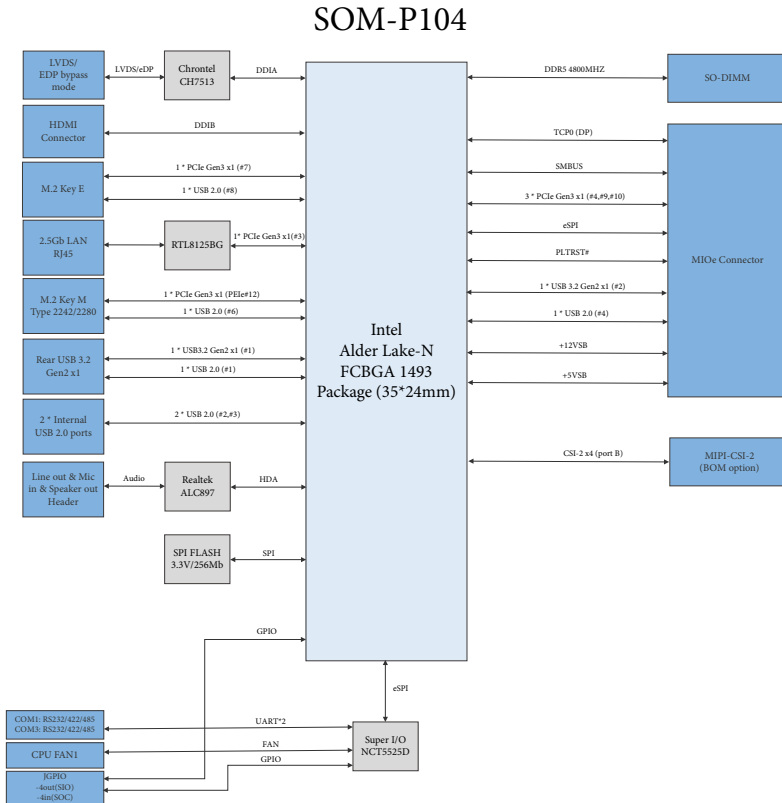 SOM-P104
LVDS/
EDP bypass
mode
LVDS/eDP
Chrontel
CH7513
DDIA
HDMI
Connector
DDIB
M.2 Key E
1 * PCIe Gen3 x1 (#7)
1 * USB 2.0 (#8)
2.5Gb LAN
RJ45
RTL8125BG
1* PCIe Gen3 x1(#3)
M.2 Key M
Type 2242/2280
1 * PCIe Gen3 x1 (PEIe#12)
1 * USB 2.0 (#6)
Rear USB 3.2
Gen2 x1
1 * USB3.2 Gen2 x1 (#1)
1 * USB 2.0 (#1)
2 * Internal
USB 2.0 ports
2 * USB 2.0 (#2,#3)
Line out & Mic
in & Speaker out
Header
Audio
Realtek
ALC897
HDA
SPI FLASH
3.3V/256Mb
SPI
GPIO
Intel
Alder Lake-N
FCBGA 1493
Package (35*24mm)
DDR5 4800MHZ
SO-DIMM
TCP0 (DP)
SMBUS
3 * PCIe Gen3 x1 (#4,#9,#10)
eSPI
PLTRST#
1 * USB 3.2 Gen2 x1 (#2)
1 * USB 2.0 (#4)
+12VSB
+5VSB
MIOe Connector
CSI-2 x4 (port B)
MIPI-CSI-2
(BOM option)
eSPI
COM1: RS232/422/485
COM3: RS232/422/485
UART*2
CPU FAN1
FAN
GPIO
Super I/O
NCT5525D
JGPIO
-4out(SIO)
-4in(SOC)